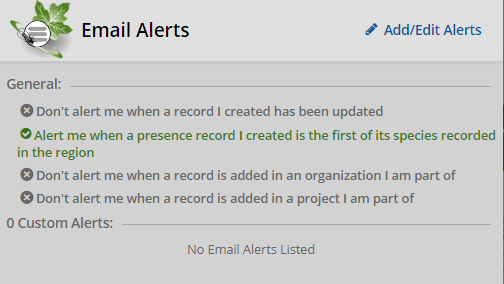 Email Alerts
Add/Edit Alerts
General:
Don't alert me when a record I created has been updated
Alert me when a presence record I created is the first of its species recorded
in the region
Don't alert me when a record is added in an organization I am part of
Don't alert me when a record is added in a project I am part of
0 Custom Alerts:
No Email Alerts Listed